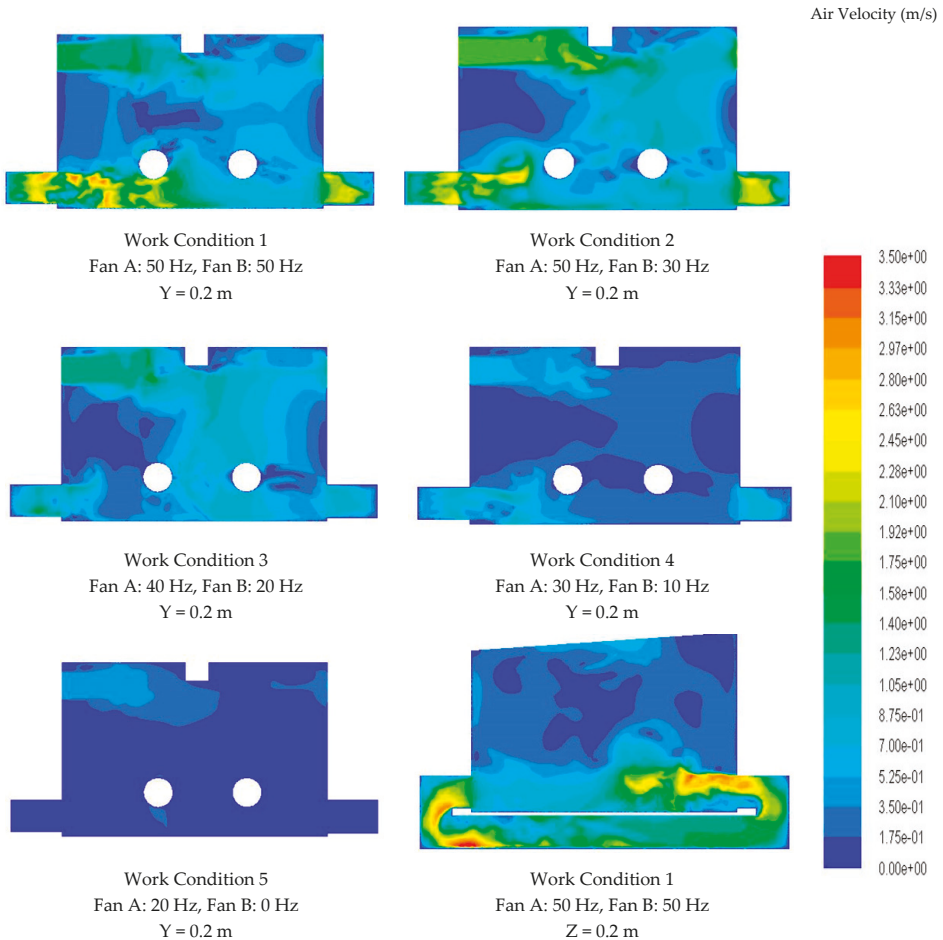 Air Velocity (m/s)
Work Condition 1
Fan A: 50 Hz, Fan B: 50 Hz
Y = 0.2 m
Work Condition 2
Fan A: 50 Hz, Fan B: 30 Hz
Y = 0.2 m
Work Condition 3
Fan A: 40 Hz, Fan B: 20 Hz
Y = 0.2 m
Work Condition 4
Fan A: 30 Hz, Fan B: 10 Hz
Y = 0.2 m
Work Condition 5
Fan A: 20 Hz, Fan B: 0 Hz
Y = 0.2 m
Work Condition 1
Fan A: 50 Hz, Fan B: 50 Hz
Z = 0.2 m
3.50e+00
3.33e+00
3.15e+00
2.97e+00
2.80e+00
2.63e+00
2.45e+00
2.28e+00
2.10e+00
1.92e+00
1.75e+00
1.58e+00
1.40e+00
1.23e+00
1.05e+00
8.75e-01
7.00e-01
5.25e-01
3.50e-01
1.75e-01
0.00e+00